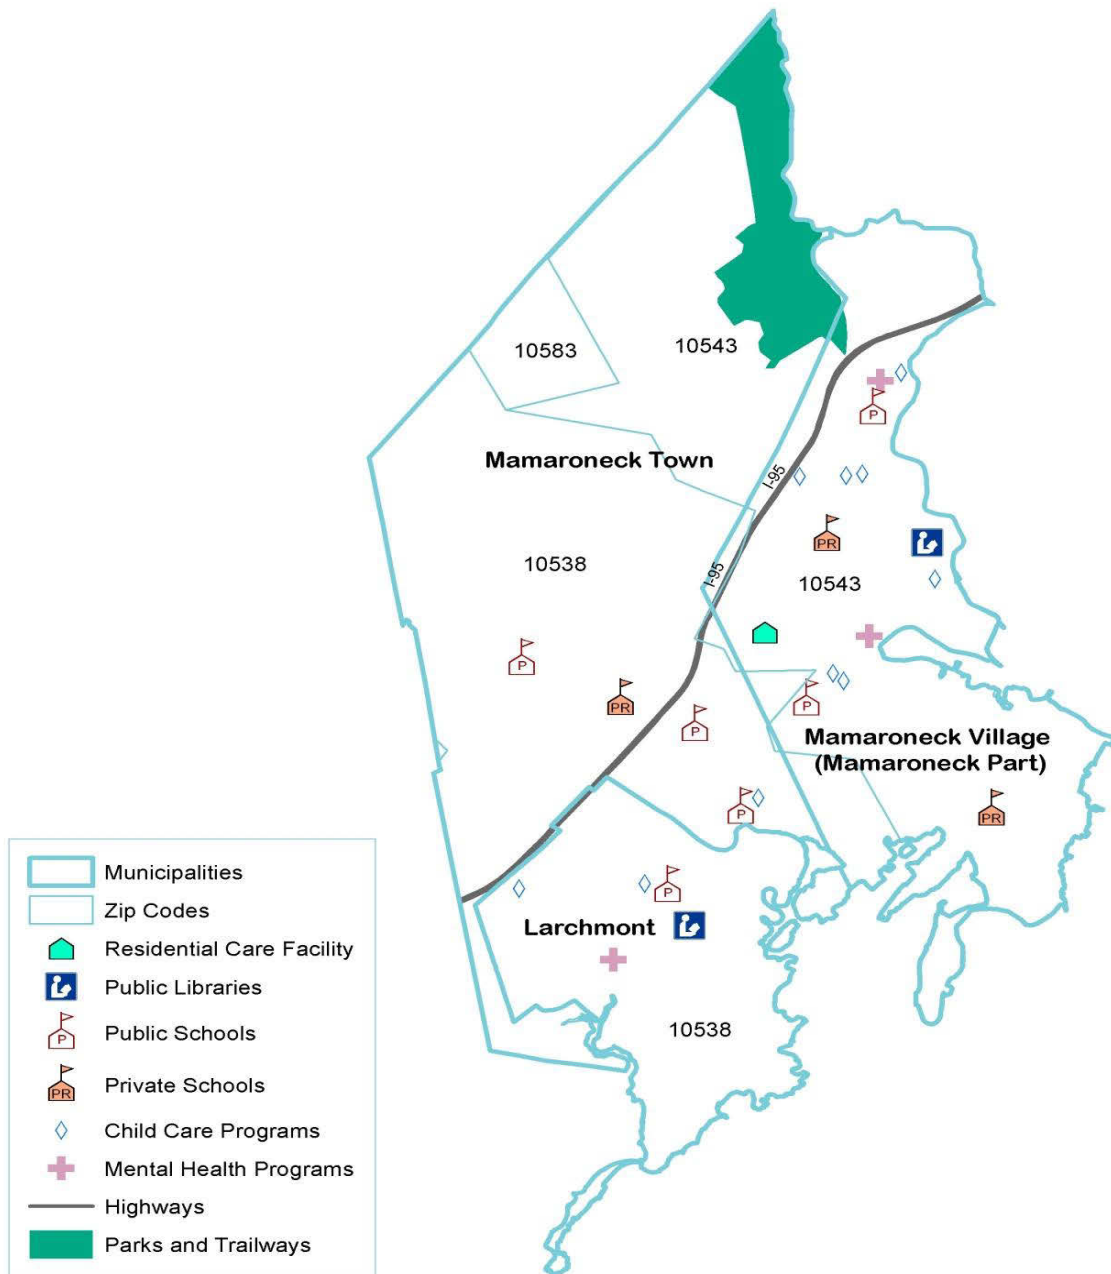 10583
10543
P
Mamaroneck Town
I-95
PR
10538
I-95
10543
P
PR
P
P
Mamaroneck Village
(Mamaroneck Part)
P
PR
P
Larchmont
10538
Municipalities
Zip Codes
Residential Care Facility
Public Libraries
P
Public Schools
PR
Private Schools
Child Care Programs
Mental Health Programs
Highways
Parks and Trailways